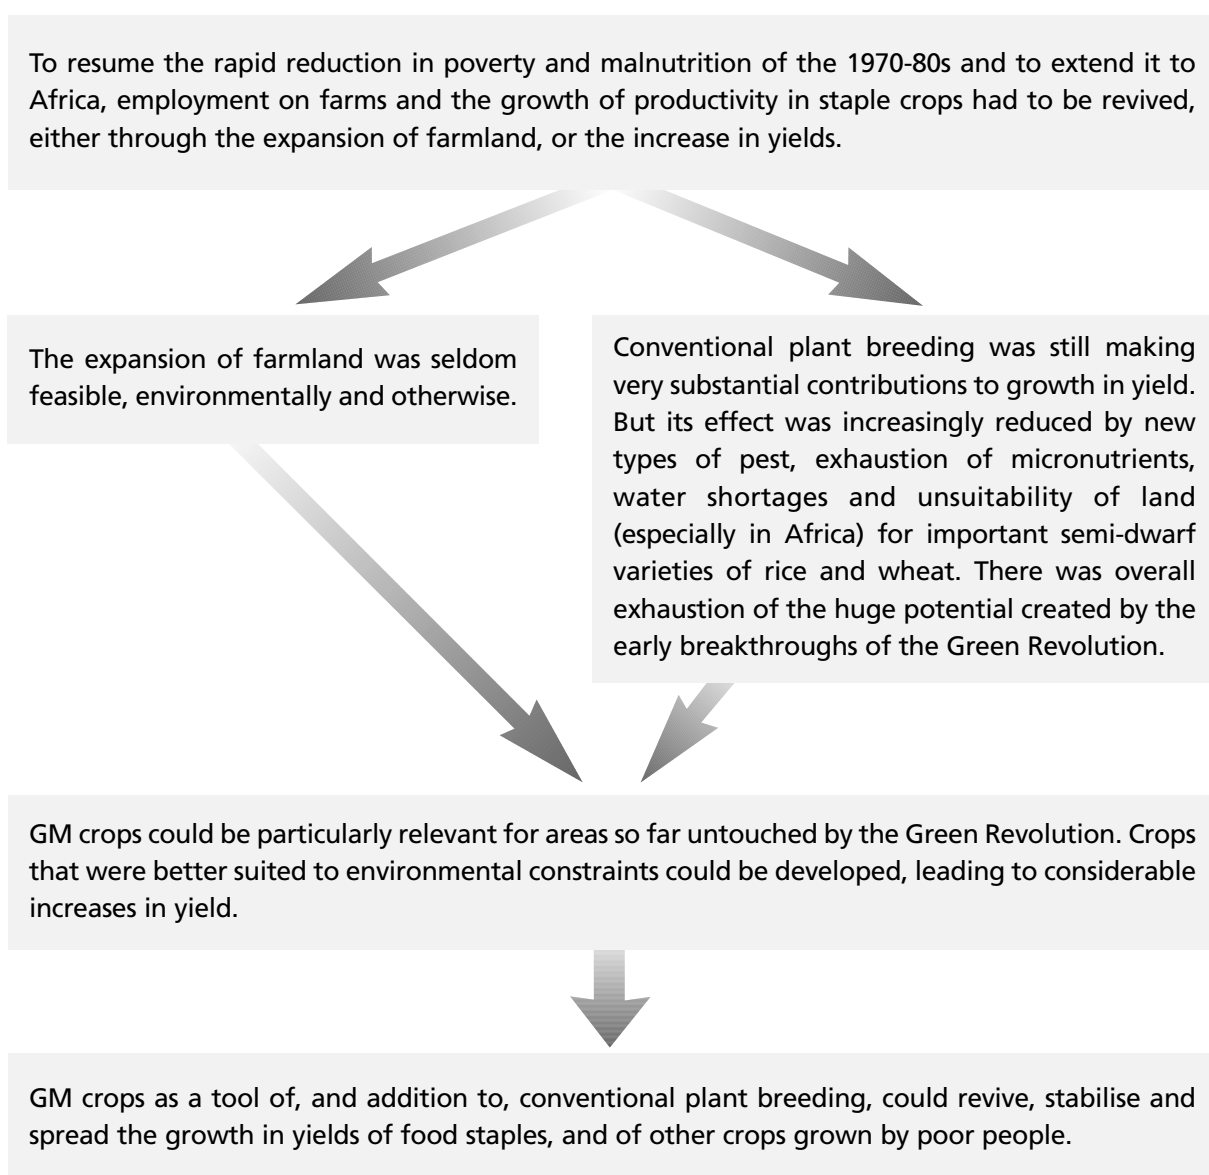 To resume the rapid reduction in poverty and malnutrition of the 1970-80s and to extend it to
Africa, employment on farms and the growth of productivity in staple crops had to be revived,
either through the expansion of farmland, or the increase in yields.
The expansion of farmland was seldom
feasible, environmentally and otherwise.
Conventional plant breeding was still making
very substantial contributions to growth in yield.
But its effect was increasingly reduced by new
types of pest, exhaustion of micronutrients,
water shortages and unsuitability of land
(especially in Africa) for important semi-dwarf
varieties of rice and wheat. There was overall
exhaustion of the huge potential created by the
early breakthroughs of the Green Revolution.
GM crops could be particularly relevant for areas so far untouched by the Green Revolution. Crops
that were better suited to environmental constraints could be developed, leading to considerable
increases in yield.
GM crops as a tool of, and addition to, conventional plant breeding, could revive, stabilise and
spread the growth in yields of food staples, and of other crops grown by poor people.